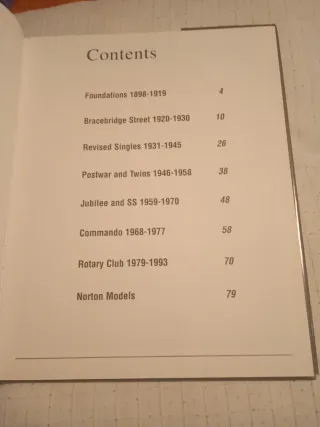 Contents
Foundations 1898-1919 4
Bracebridge Street 1920-1930 10
Revised Singles 1931-1945 26
Postwar and Twins 1946-1958 38
Jubilee and SS 1959-1970 48
Commando 1968-1977 58
Rotary Club 1979-1993 70
Norton Models 79